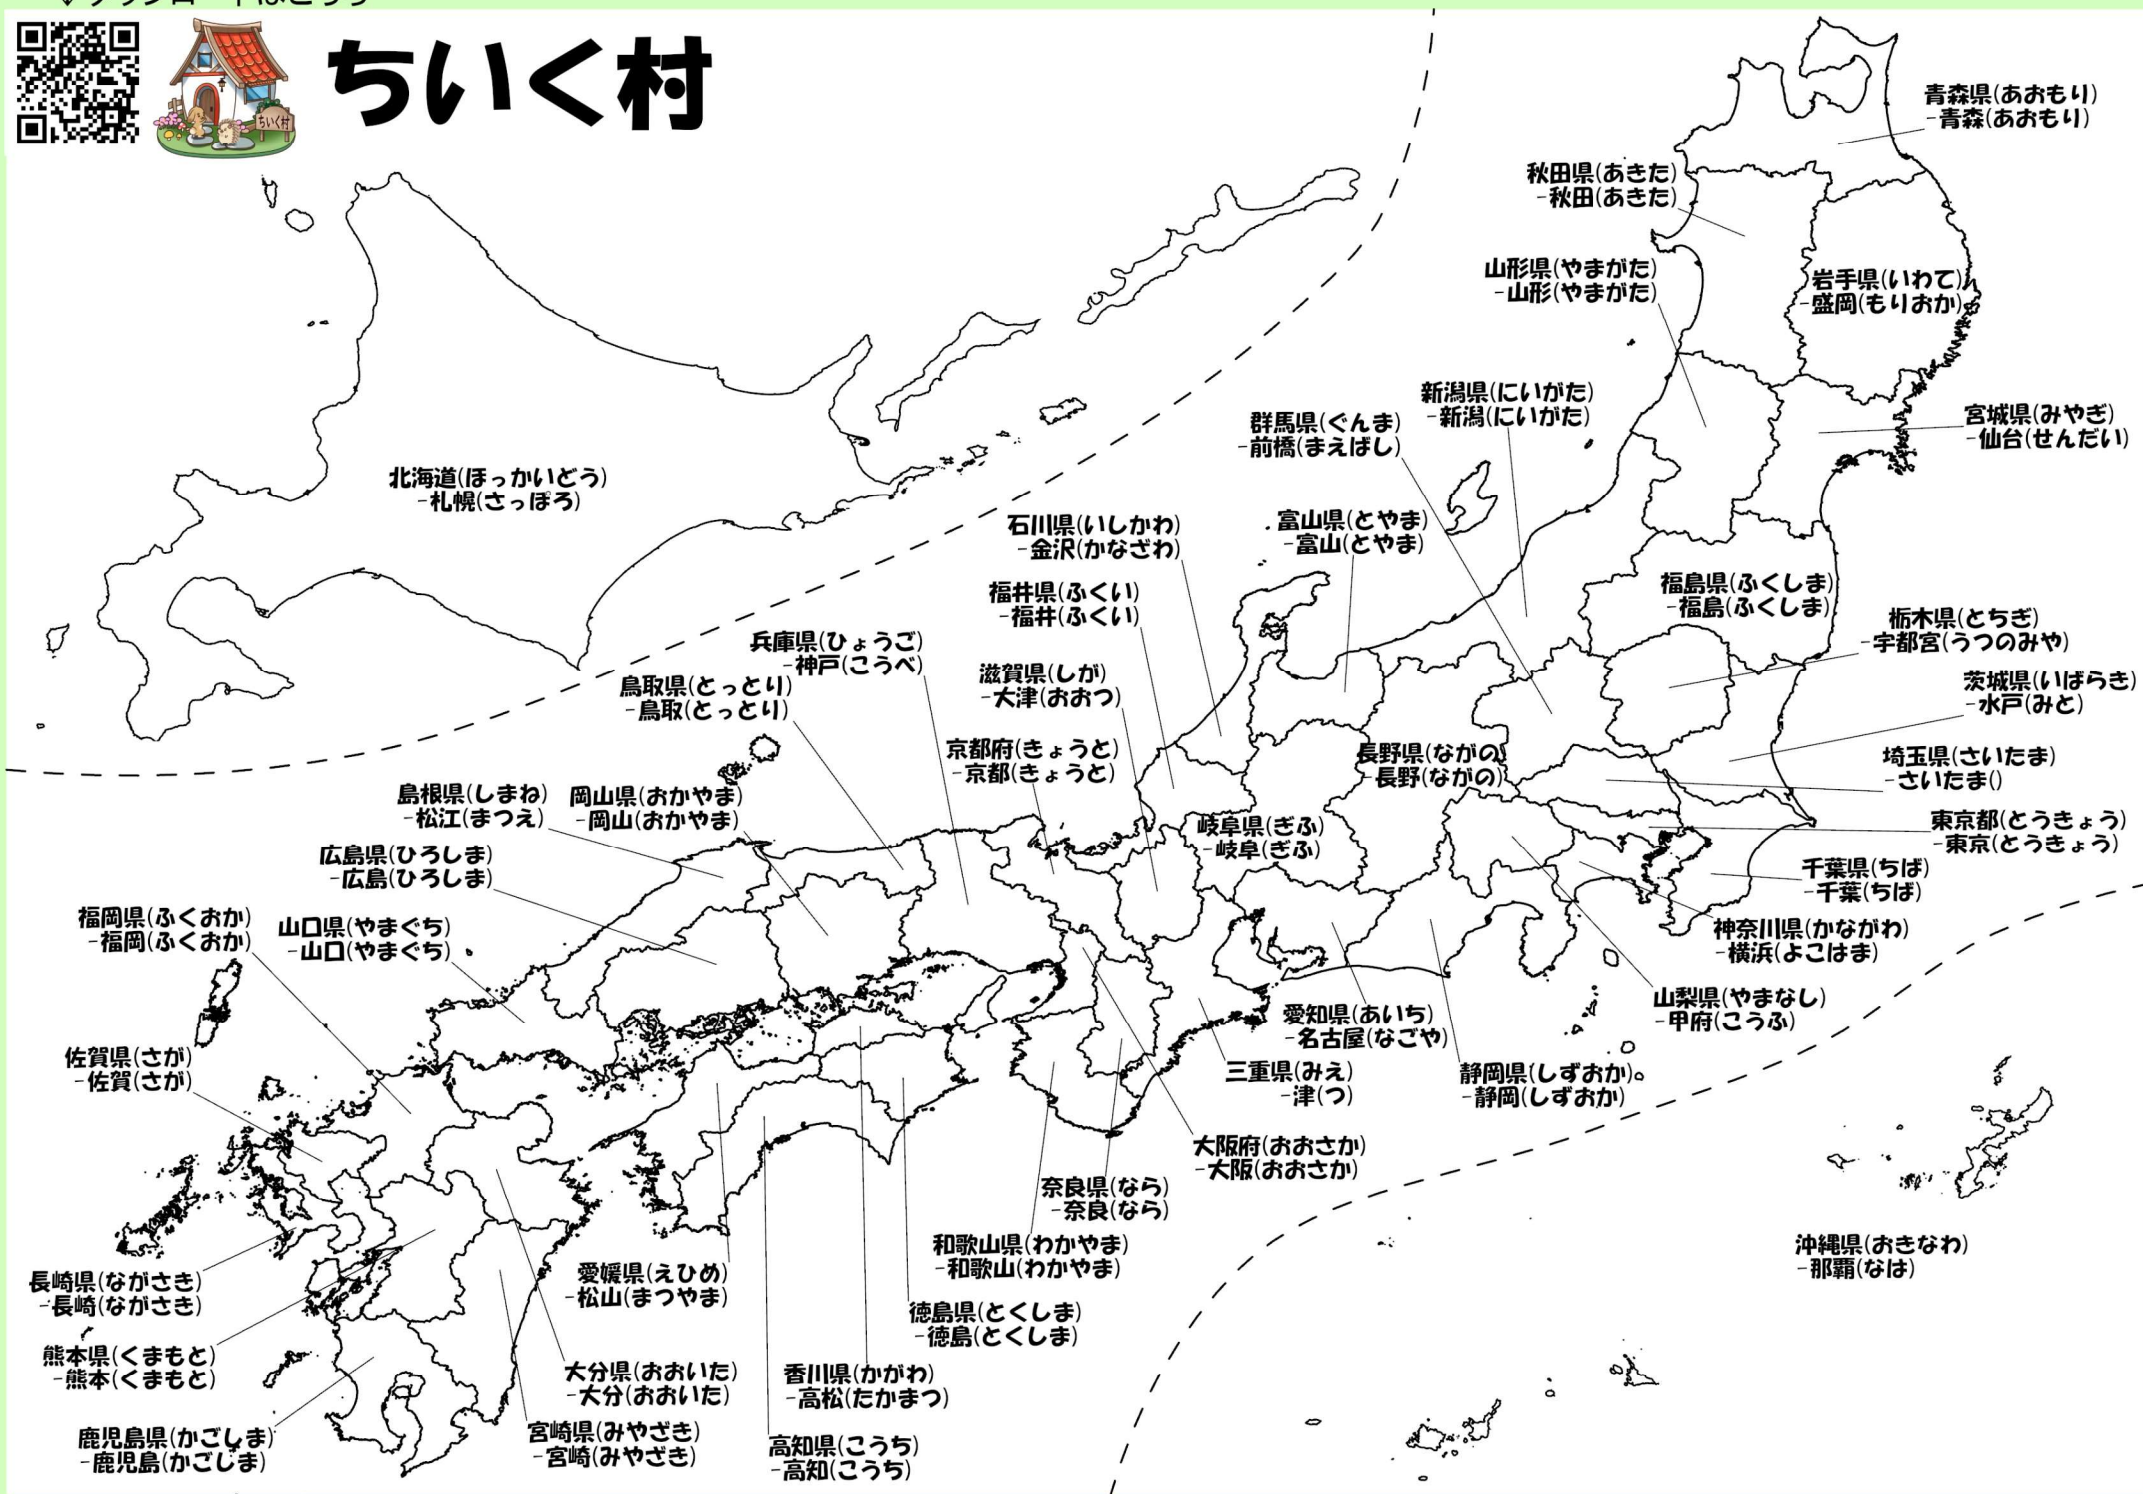 ちいく村
ちいく村
青森県(あおもり)
-青森(あおもり)
秋田県(あきた)
-秋田(あきた)
山形県(やまがた)
-山形(やまがた)
岩手県(いわて)
-盛岡(もりおか)
新潟県(にいがた)
-新潟(にいがた)
群馬県(ぐんま)
-前橋(まえばし)
宮城県(みやぎ)
-仙台(せんだい)
北海道(ほっかいどう)
-札幌(さっぽろ)
石川県(いしかわ)
-金沢(かなざわ)
富山県(とやま)
-富山(とやま)
福井県(ふくい)
-福井(ふくい)
福島県(ふくしま)
-福島(ふくしま)
栃木県(とちぎ)
-宇都宮(うつのみや)
兵庫県(ひょうご)
-神戸(こうべ)
滋賀県(しが)
-大津(おおつ)
鳥取県(とっとり)
-鳥取(とっとり)
茨城県(いばらき)
-水戸(みと)
京都府(きょうと)
-京都(きょうと)
長野県(ながの)
-長野(ながの)
埼玉県(さいたま)
-さいたま()
島根県(しまね)
-松江(まつえ)
岡山県(おかやま)
-岡山(おかやま)
岐阜県(ぎふ)
-岐阜(ぎふ)
東京都(とうきょう)
-東京(とうきょう)
広島県(ひろしま)
-広島(ひろしま)
千葉県(ちば)
-千葉(ちば)
福岡県(ふくおか)
-福岡(ふくおか)
山口県(やまぐち)
-山口(やまぐち)
神奈川県(かながわ)
-横浜(よこはま)
山梨県(やまなし)
-甲府(こうふ)
愛知県(あいち)
-名古屋(なごや)
佐賀県(さが)
-佐賀(さが)
三重県(みえ)
-津(つ)
静岡県(しずおか)
-静岡(しずおか)
大阪府(おおさか)
-大阪(おおさか)
奈良県(なら)
-奈良(なら)
和歌山県(わかやま)
-和歌山(わかやま)
沖縄県(おきなわ)
-那覇(なは)
長崎県(ながさき)
-長崎(ながさき)
愛媛県(えひめ)
-松山(まつやま)
徳島県(とくしま)
-徳島(とくしま)
熊本県(くまもと)
-熊本(くまもと)
大分県(おおいた)
-大分(おおいた)
香川県(かがわ)
-高松(たかまつ)
鹿児島県(かごしま)
-鹿児島(かごしま)
宮崎県(みやざき)
-宮崎(みやざき)
高知県(こうち)
-高知(こうち)